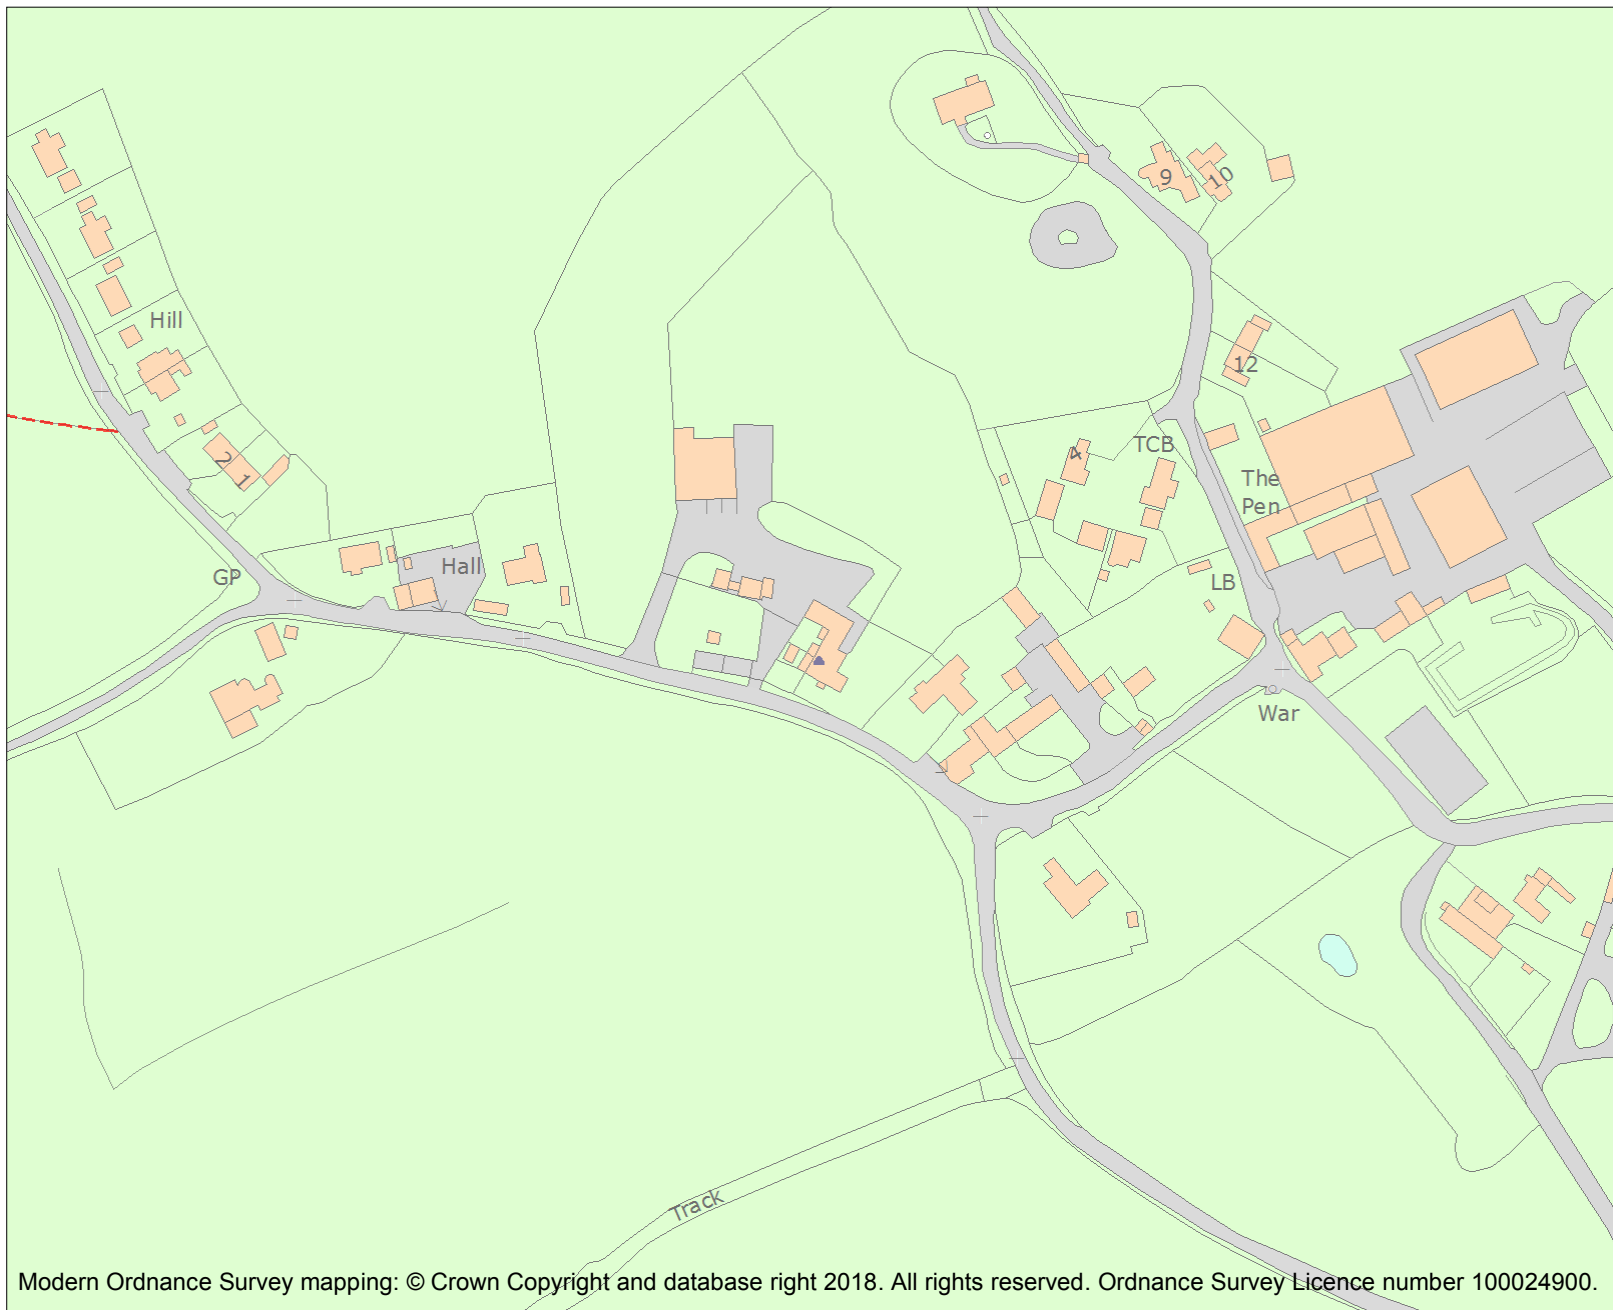 9
10
Hill
12
TCB
4
The
Pen
2
1
Hall
GP
LB
War
Track
Modern Ordnance Survey mapping: © Crown Copyright and database right 2018. All rights reserved. Ordnance Survey Licence number 100024900.